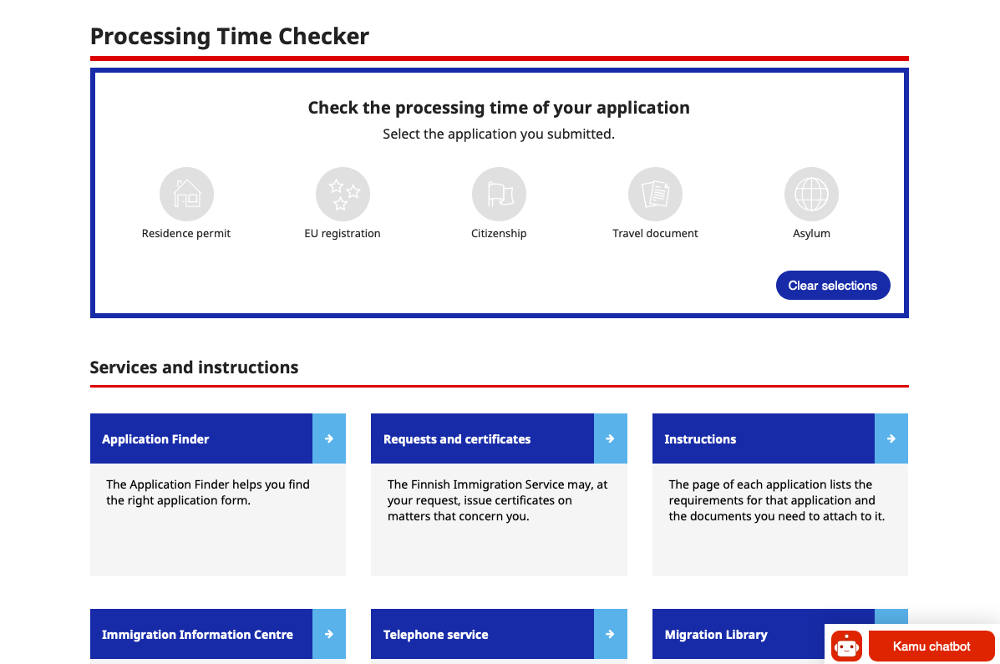 Processing Time Checker
Check the processing time of your application
Select the application you submitted.
Residence permit
EU registration
Citizenship
Travel document
Asylum
Clear selections
Services and instructions
Application Finder
The Application Finder helps you find
the right application form.
Requests and certificates
The Finnish Immigration Service may, at
your request, issue certificates on
matters that concern you.
Instructions
The page of each application lists the
requirements for that application and
the documents you need to attach to it.
Immigration Information Centre
Telephone service
Migration Library
Kamu chatbot